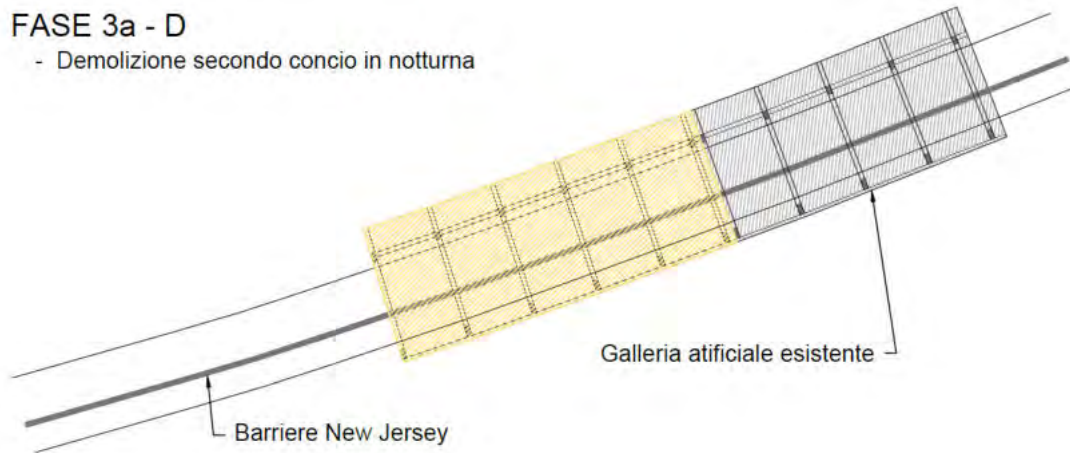 FASE 3a - D
- Demolizione secondo concio in notturna
Galleria atificiale esistente
Barriere New Jersey